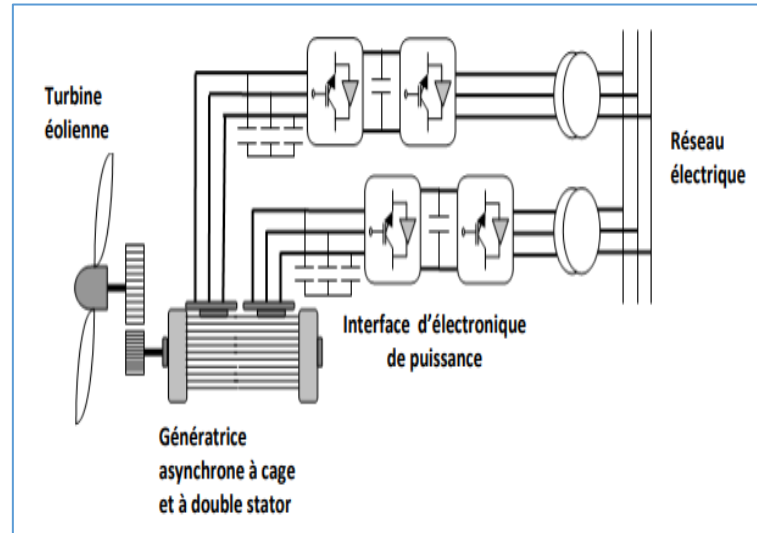 Turbine
éolienne
Réseau
électrique
Interface d'électronique
de puissance
Génératrice
asynchrone à cage
et à double stator